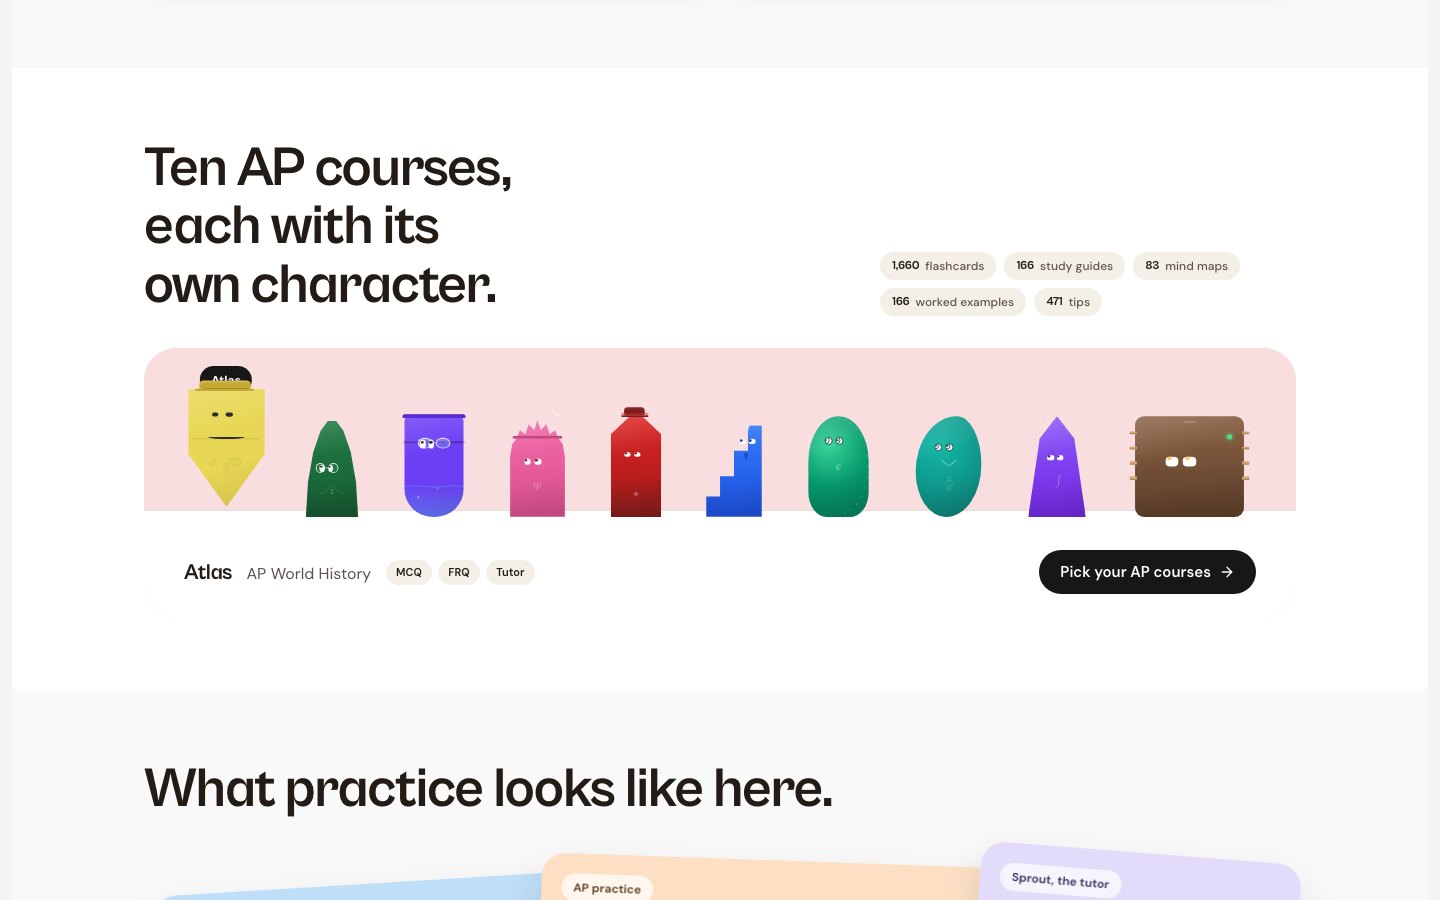 Ten AP courses,
each with its
own character.
1,660 flashcards
166 study guides
83 mind maps
166 worked examples
471 tips
Atlas
Σ
Ψ
∫
Atlas
AP World History
MCQ
FRQ
Tutor
Pick your AP courses →
What practice looks like here.
AP practice
Sprout, the tutor